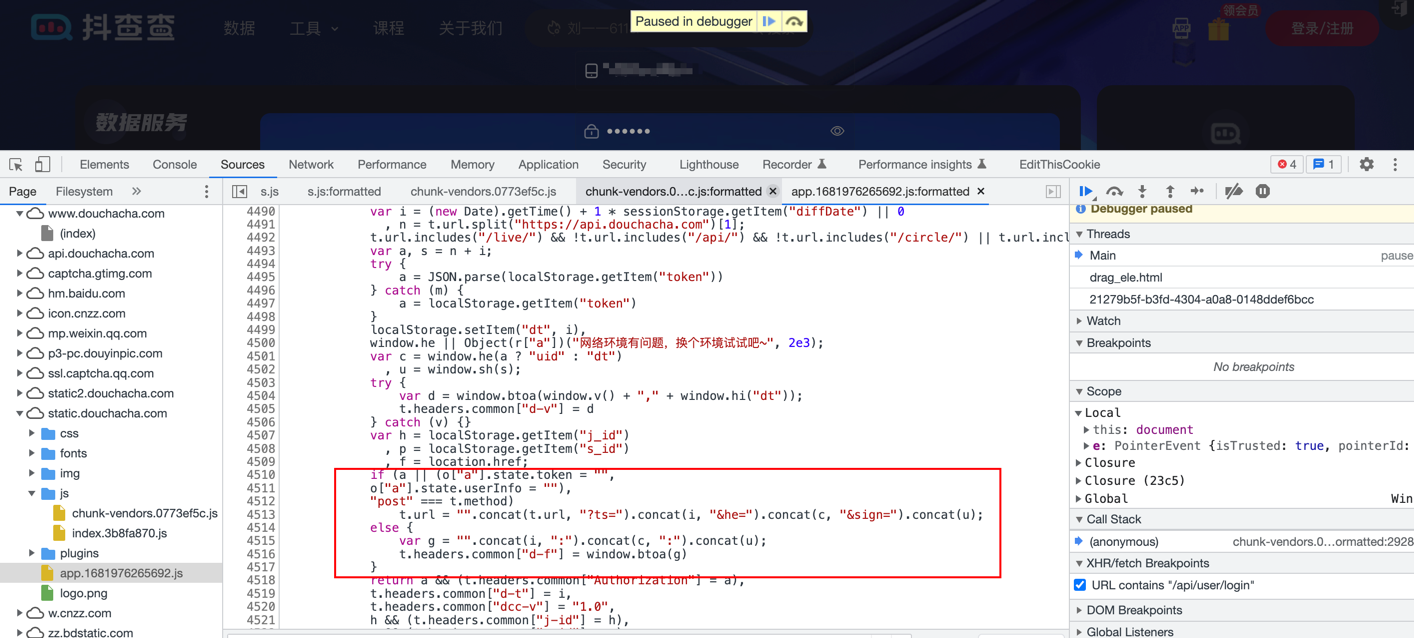 抖查查 数据 工具 课程 关于我们 刘一一611 领会员 登录/注册
Paused in debugger
数据服务
••••••
Elements Console Sources Network Performance Memory Application Security Lighthouse Recorder Performance insights EditThisCookie 4 1
Page Filesystem » s.js s.js:formatted chunk-vendors.0773ef5c.js chunk-vendors.0...c.js:formatted × app.1681976265692.js:formatted ×
www.douchacha.com
(index)
api.douchacha.com
captcha.gtimg.com
hm.baidu.com
icon.cnzz.com
mp.weixin.qq.com
p3-pc.douyinpic.com
ssl.captcha.qq.com
static2.douchacha.com
static.douchacha.com
css
fonts
img
js
chunk-vendors.0773ef5c.js
index.3b8fa870.js
plugins
app.1681976265692.js
logo.png
w.cnzz.com
zz.bdstatic.com
4490 var i = (new Date).getTime() + 1 * sessionStorage.getItem("diffDate") || 0
4491 , n = t.url.split("https://api.douchacha.com")[1];
4492 t.url.includes("/live/") && !t.url.includes("/api/") && !t.url.includes("/circle/") || t.url.incl
4493 var a, s = n + i;
4494 try {
4495 a = JSON.parse(localStorage.getItem("token"))
4496 } catch (m) {
4497 a = localStorage.getItem("token")
4498 }
4499 localStorage.setItem("dt", i),
4500 window.he || Object(r["a"])("网络环境有问题，换个环境试试吧~", 2e3);
4501 var c = window.he(a ? "uid" : "dt")
4502 , u = window.sh(s);
4503 try {
4504 var d = window.btoa(window.v() + "," + window.hi("dt"));
4505 t.headers.common["d-v"] = d
4506 } catch (v) {}
4507 var h = localStorage.getItem("j_id")
4508 , p = localStorage.getItem("s_id")
4509 , f = location.href;
4510 if (a || (o["a"].state.token = "",
4511 o["a"].state.userInfo = ""),
4512 "post" === t.method)
4513 t.url = "".concat(t.url, "?ts=").concat(i, "&he=").concat(c, "&sign=").concat(u);
4514 else {
4515 var g = "".concat(i, ":").concat(c, ":").concat(u);
4516 t.headers.common["d-f"] = window.btoa(g)
4517 }
4518 return a && (t.headers.common["Authorization"] = a),
4519 t.headers.common["d-t"] = i,
4520 t.headers.common["dcc-v"] = "1.0",
4521 h && (t.headers.common["j-id"] = h),
Debugger paused
Threads
Main pause
drag_ele.html
21279b5f-b3fd-4304-a0a8-0148ddef6bcc
Watch
Breakpoints
No breakpoints
Scope
Local
this: document
e: PointerEvent {isTrusted: true, pointerId:
Closure
Closure (23c5)
Global Win
Call Stack
(anonymous) chunk-vendors.0...ormatted:2928
XHR/fetch Breakpoints
URL contains "/api/user/login"
DOM Breakpoints
Global Listeners